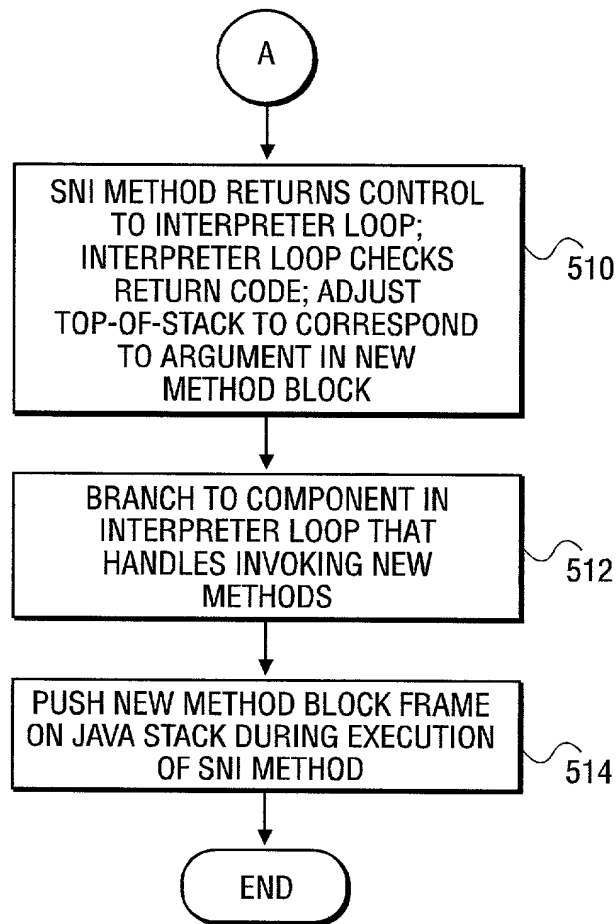 A
SNI METHOD RETURNS CONTROL
TO INTERPRETER LOOP;
INTERPRETER LOOP CHECKS
RETURN CODE; ADJUST
TOP-OF-STACK TO CORRESPOND
TO ARGUMENT IN NEW
METHOD BLOCK
510
BRANCH TO COMPONENT IN
INTERPRETER LOOP THAT
HANDLES INVOKING NEW
METHODS
512
PUSH NEW METHOD BLOCK FRAME
ON JAVA STACK DURING EXECUTION
OF SNI METHOD
514
END